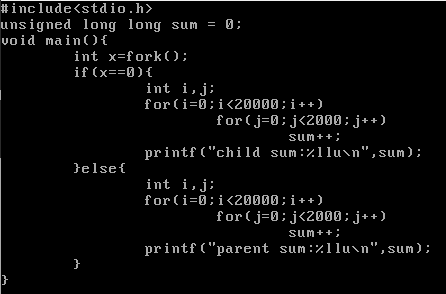 #include<stdio.h>
unsigned long long sum = 0;
void main(){
        int x=fork();
        if(x==0){
                int i,j;
                for(i=0;i<20000;i++)
                        for(j=0;j<2000;j++)
                                sum++;
                printf("child sum:%llu\n",sum);
        }else{
                int i,j;
                for(i=0;i<20000;i++)
                        for(j=0;j<2000;j++)
                                sum++;
                printf("parent sum:%llu\n",sum);
        }
}